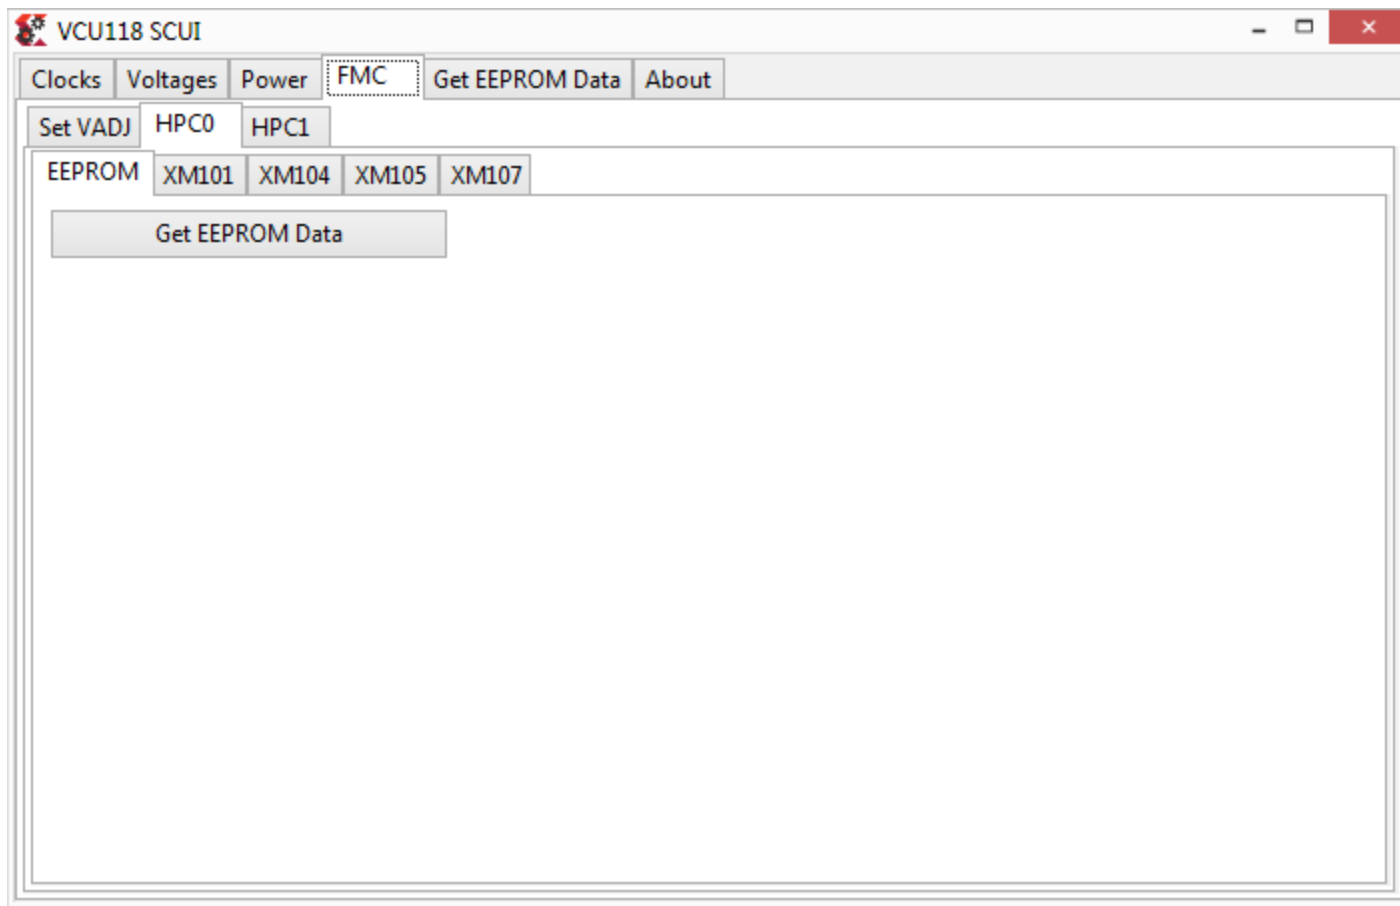 VCU118 SCUI
Clocks Voltages Power FMC Get EEPROM Data About
Set VADJ HPC0 HPC1
EEPROM XM101 XM104 XM105 XM107
Get EEPROM Data